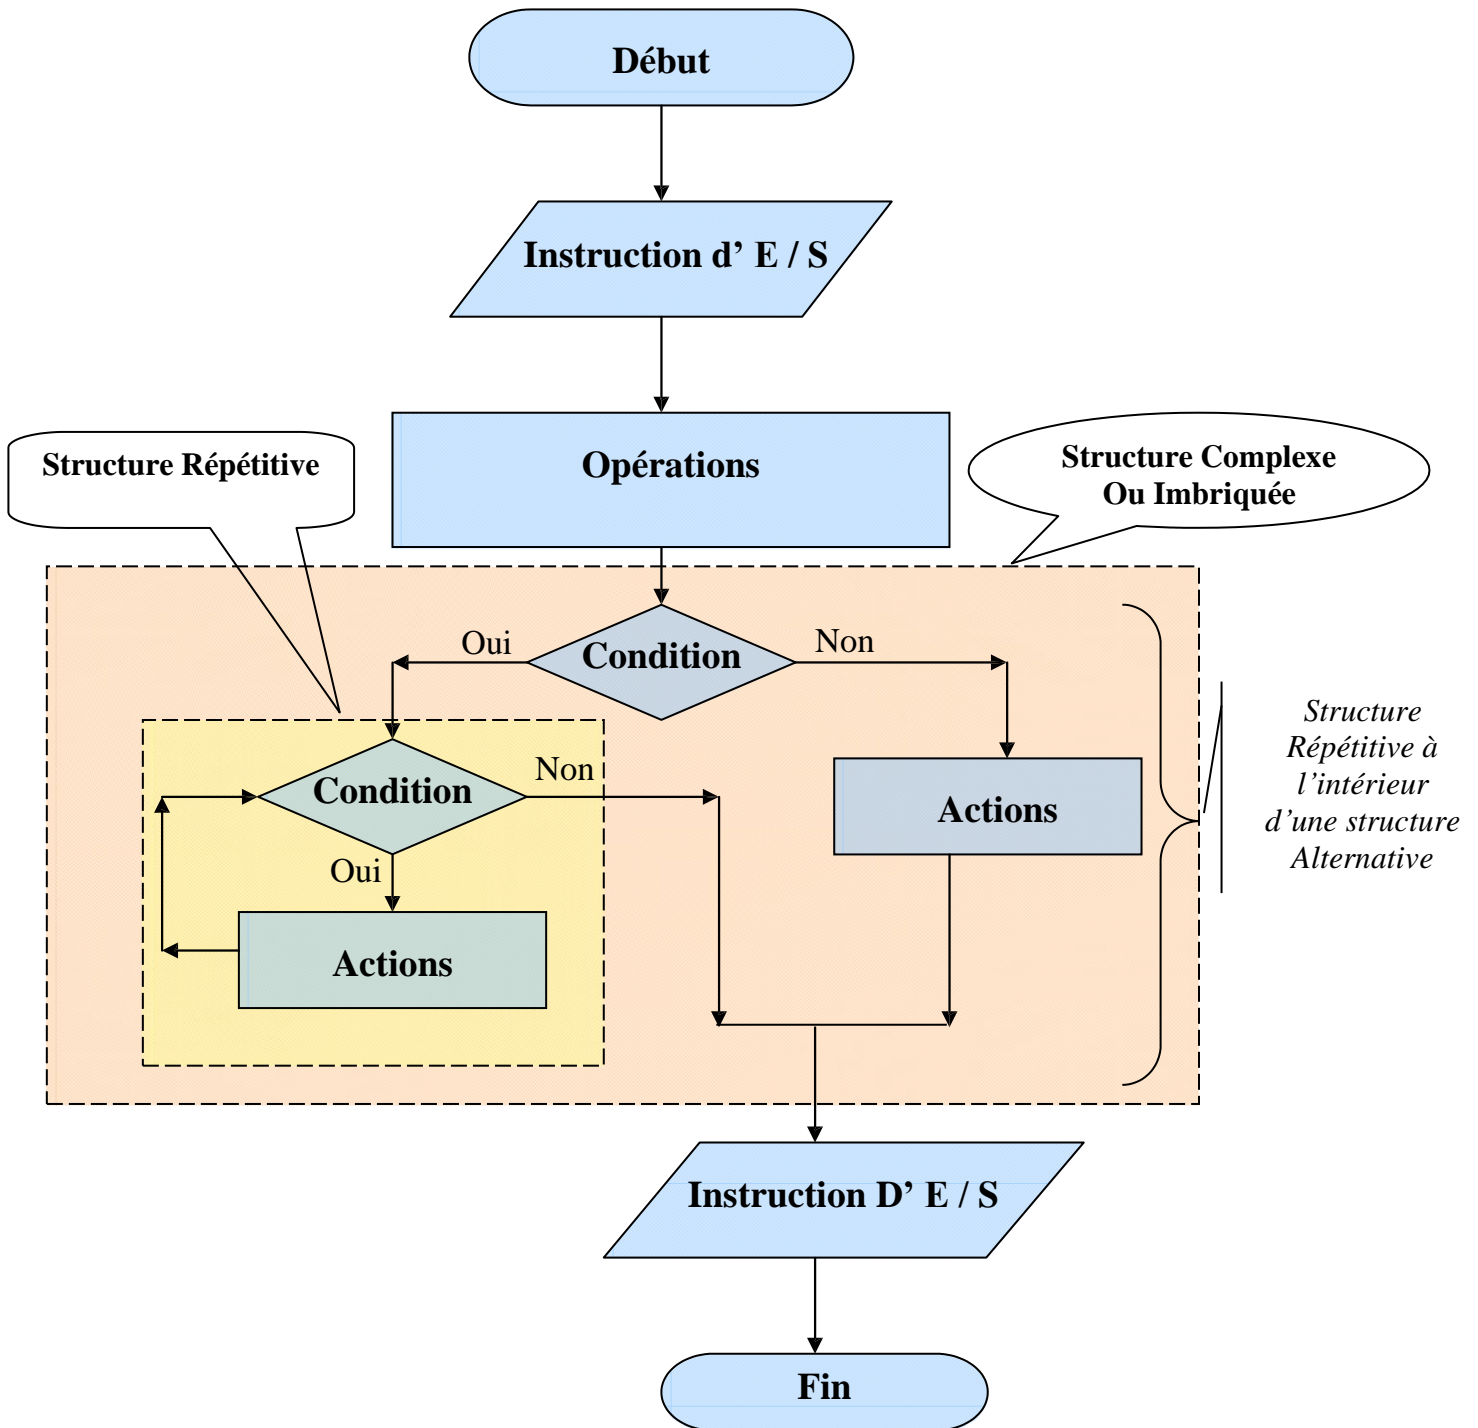 Début
Instruction d’ E / S
Opérations
Structure Répétitive
Structure Complexe
Ou Imbriquée
Oui
Condition
Non
Structure
Répétitive à
l’intérieur
d’une structure
Alternative
Condition
Non
Actions
Oui
Actions
Instruction D’ E / S
Fin